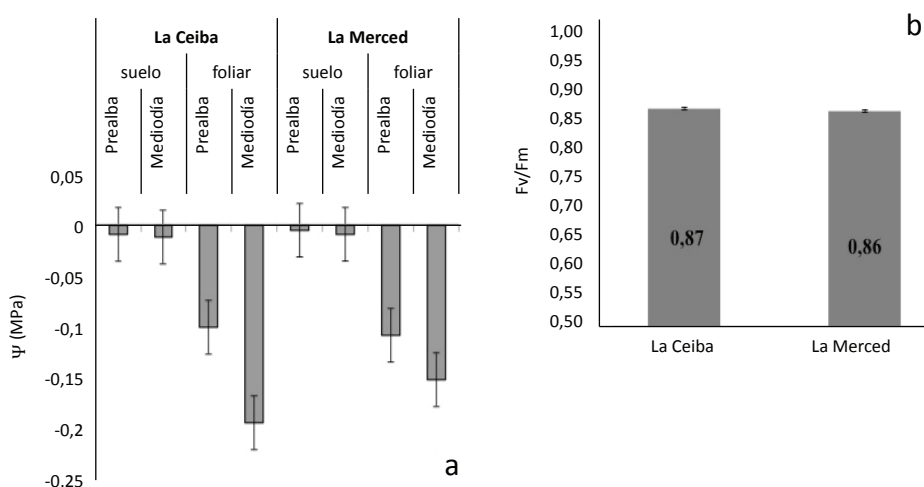 La Ceiba La Merced
suelo foliar suelo foliar
Prealba Mediodía Prealba Mediodía Prealba Mediodía Prealba Mediodía
0,05
0
-0,05
-0,1
-0,15
-0,2
-0,25
Ψ (MPa)
a
b
1,00
0,95
0,90
0,85
0,80
0,75
0,70
0,65
0,60
0,55
0,50
Fv/Fm
0,87 0,86
La Ceiba La Merced